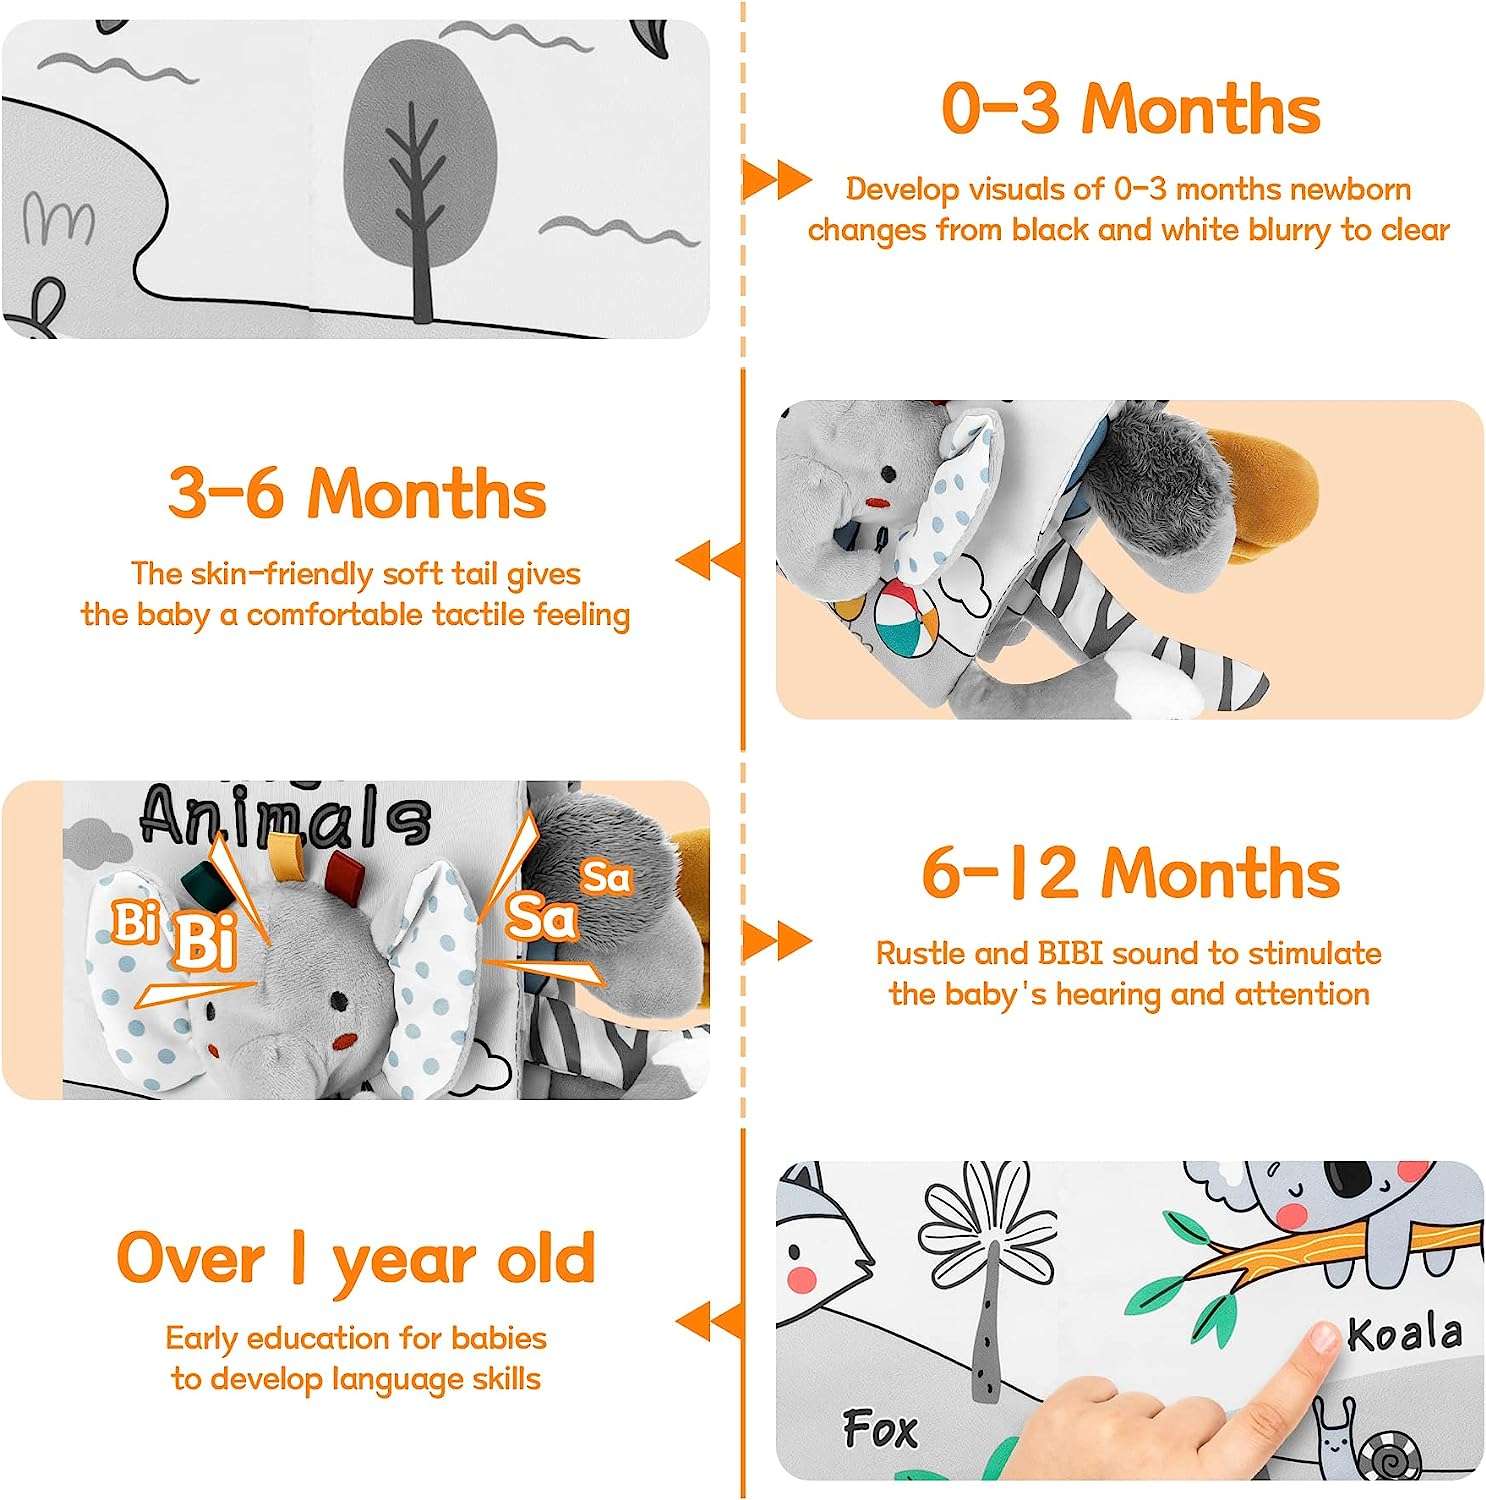 0-3 Months
Develop visuals of 0-3 months newborn
changes from black and white blurry to clear
3-6 Months
The skin-friendly soft tail gives
the baby a comfortable tactile feeling
Animals
Bi
Bi
Sa
Sa
6-12 Months
Rustle and BIBI sound to stimulate
the baby's hearing and attention
Over 1 year old
Early education for babies
to develop language skills
Koala
Fox